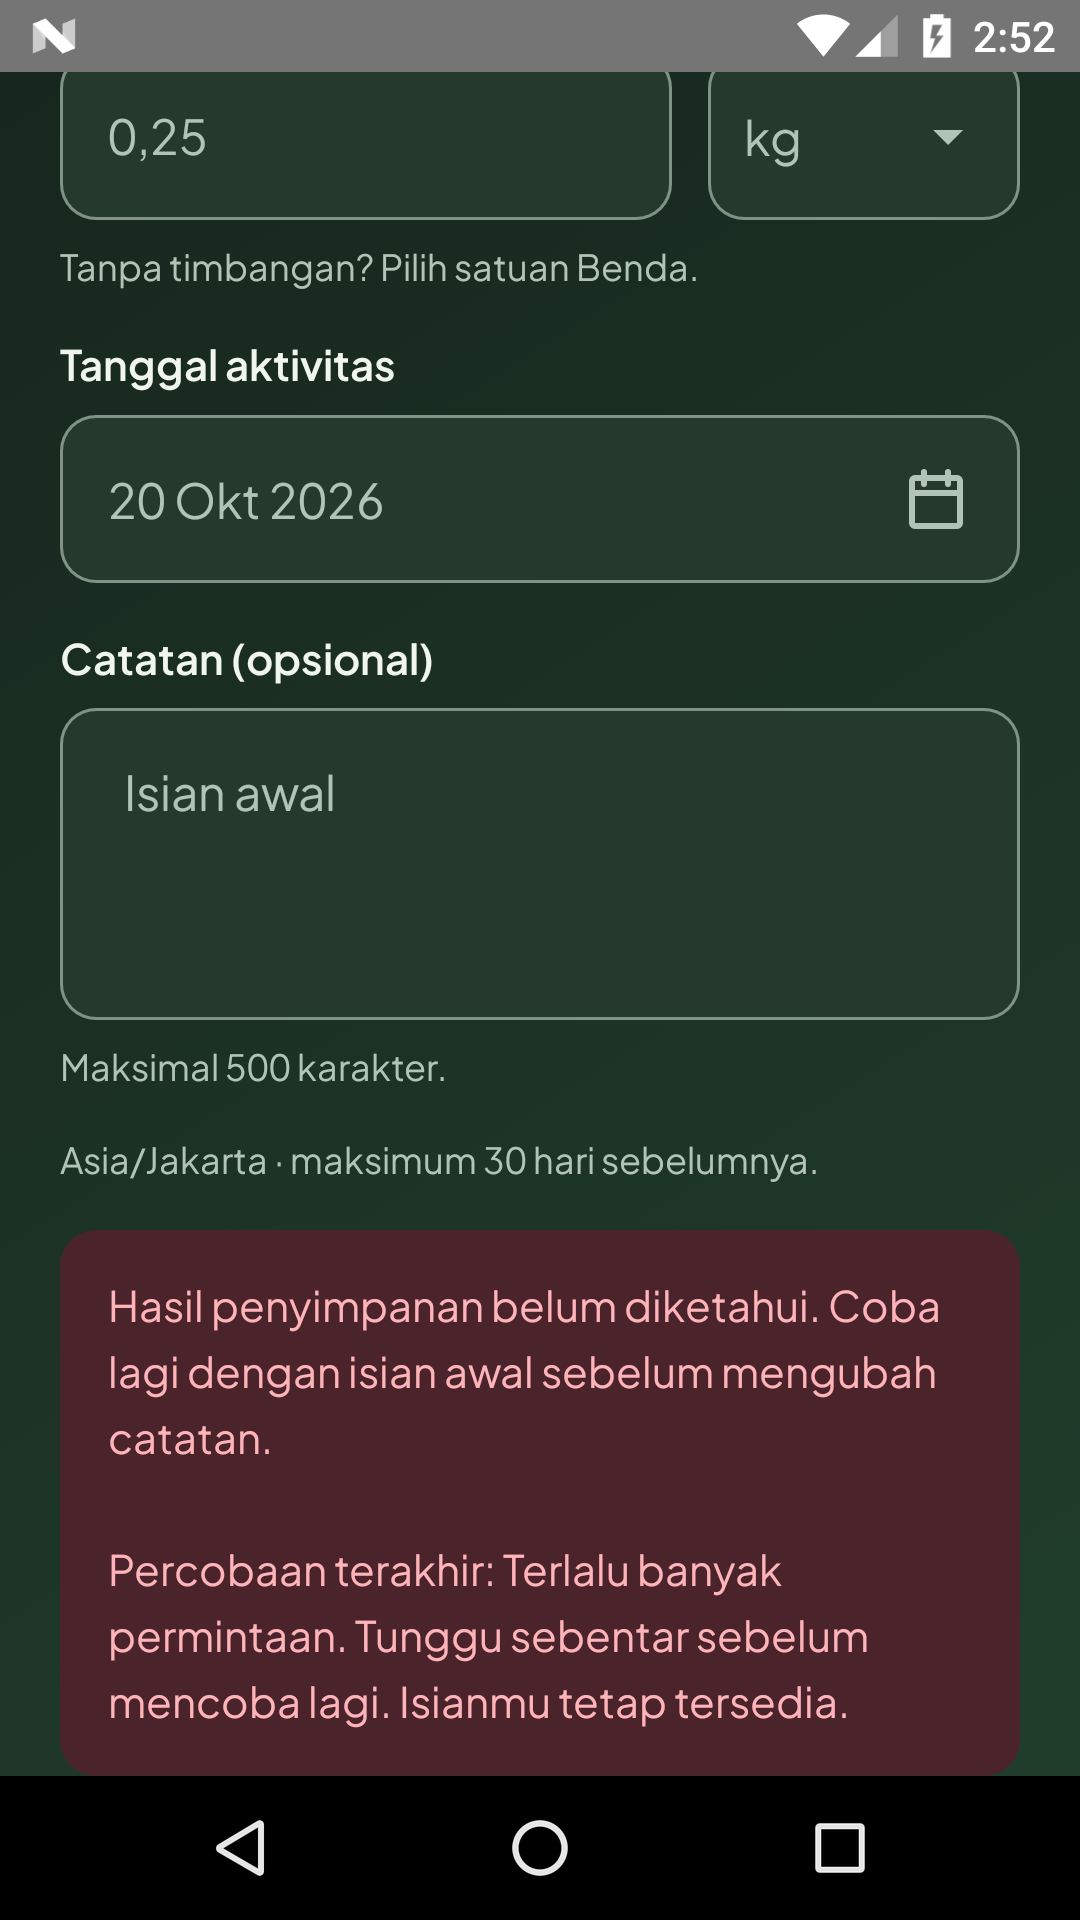 2:52
0,25
kg
Tanpa timbangan? Pilih satuan Benda.
Tanggal aktivitas
20 Okt 2026
Catatan (opsional)
Isian awal
Maksimal 500 karakter.
Asia/Jakarta · maksimum 30 hari sebelumnya.
Hasil penyimpanan belum diketahui. Coba
lagi dengan isian awal sebelum mengubah
catatan.
Percobaan terakhir: Terlalu banyak
permintaan. Tunggu sebentar sebelum
mencoba lagi. Isianmu tetap tersedia.